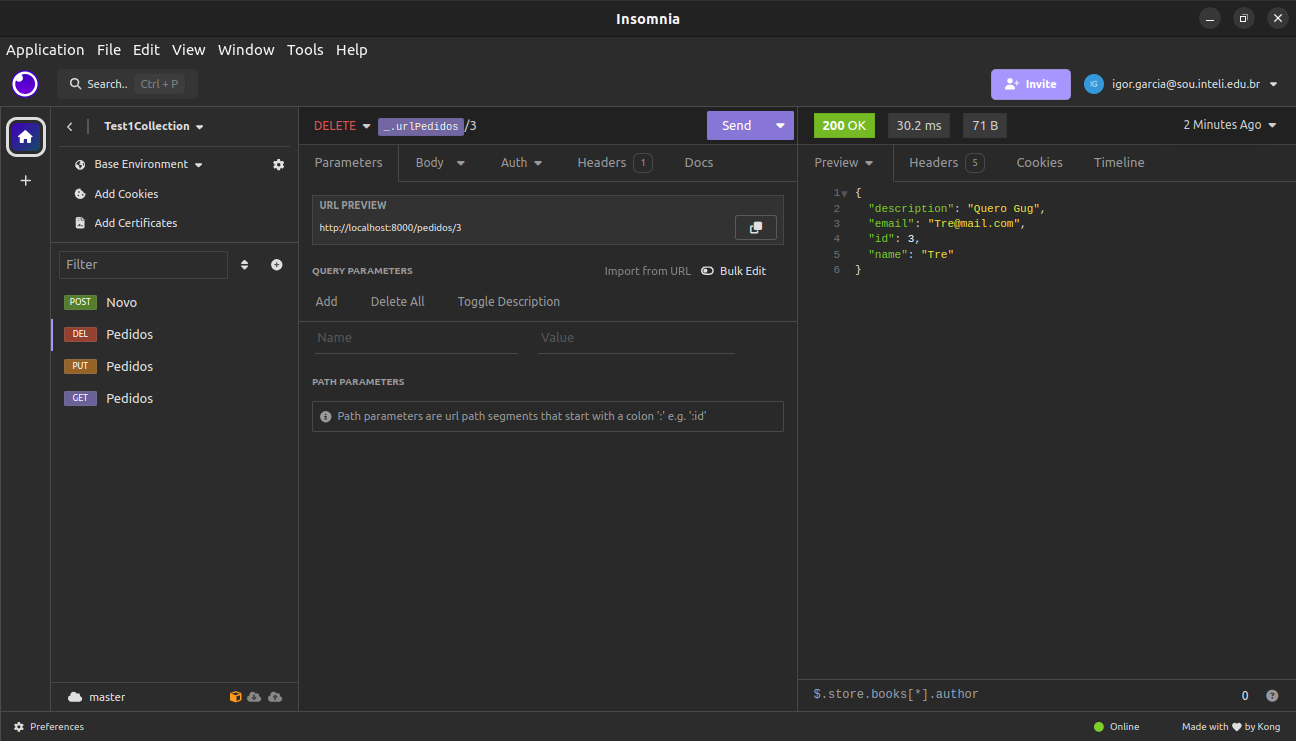 Insomnia
Application File Edit View Window Tools Help
Search.. Ctrl + P
Invite
IG igor.garcia@sou.inteli.edu.br
Test1Collection
Base Environment
Add Cookies
Add Certificates
Filter
POST Novo
DEL Pedidos
PUT Pedidos
GET Pedidos
master
DELETE _.urlPedidos/3 Send
Parameters Body Auth Headers 1 Docs
URL PREVIEW
http://localhost:8000/pedidos/3
QUERY PARAMETERS Import from URL Bulk Edit
Add Delete All Toggle Description
Name Value
PATH PARAMETERS
Path parameters are url path segments that start with a colon ':' e.g. ':id'
200 OK 30.2 ms 71 B 2 Minutes Ago
Preview Headers 5 Cookies Timeline
1 {
2 "description": "Quero Gug",
3 "email": "Tre@mail.com",
4 "id": 3,
5 "name": "Tre"
6 }
$.store.books[*].author 0 ?
Preferences Online Made with ♥ by Kong